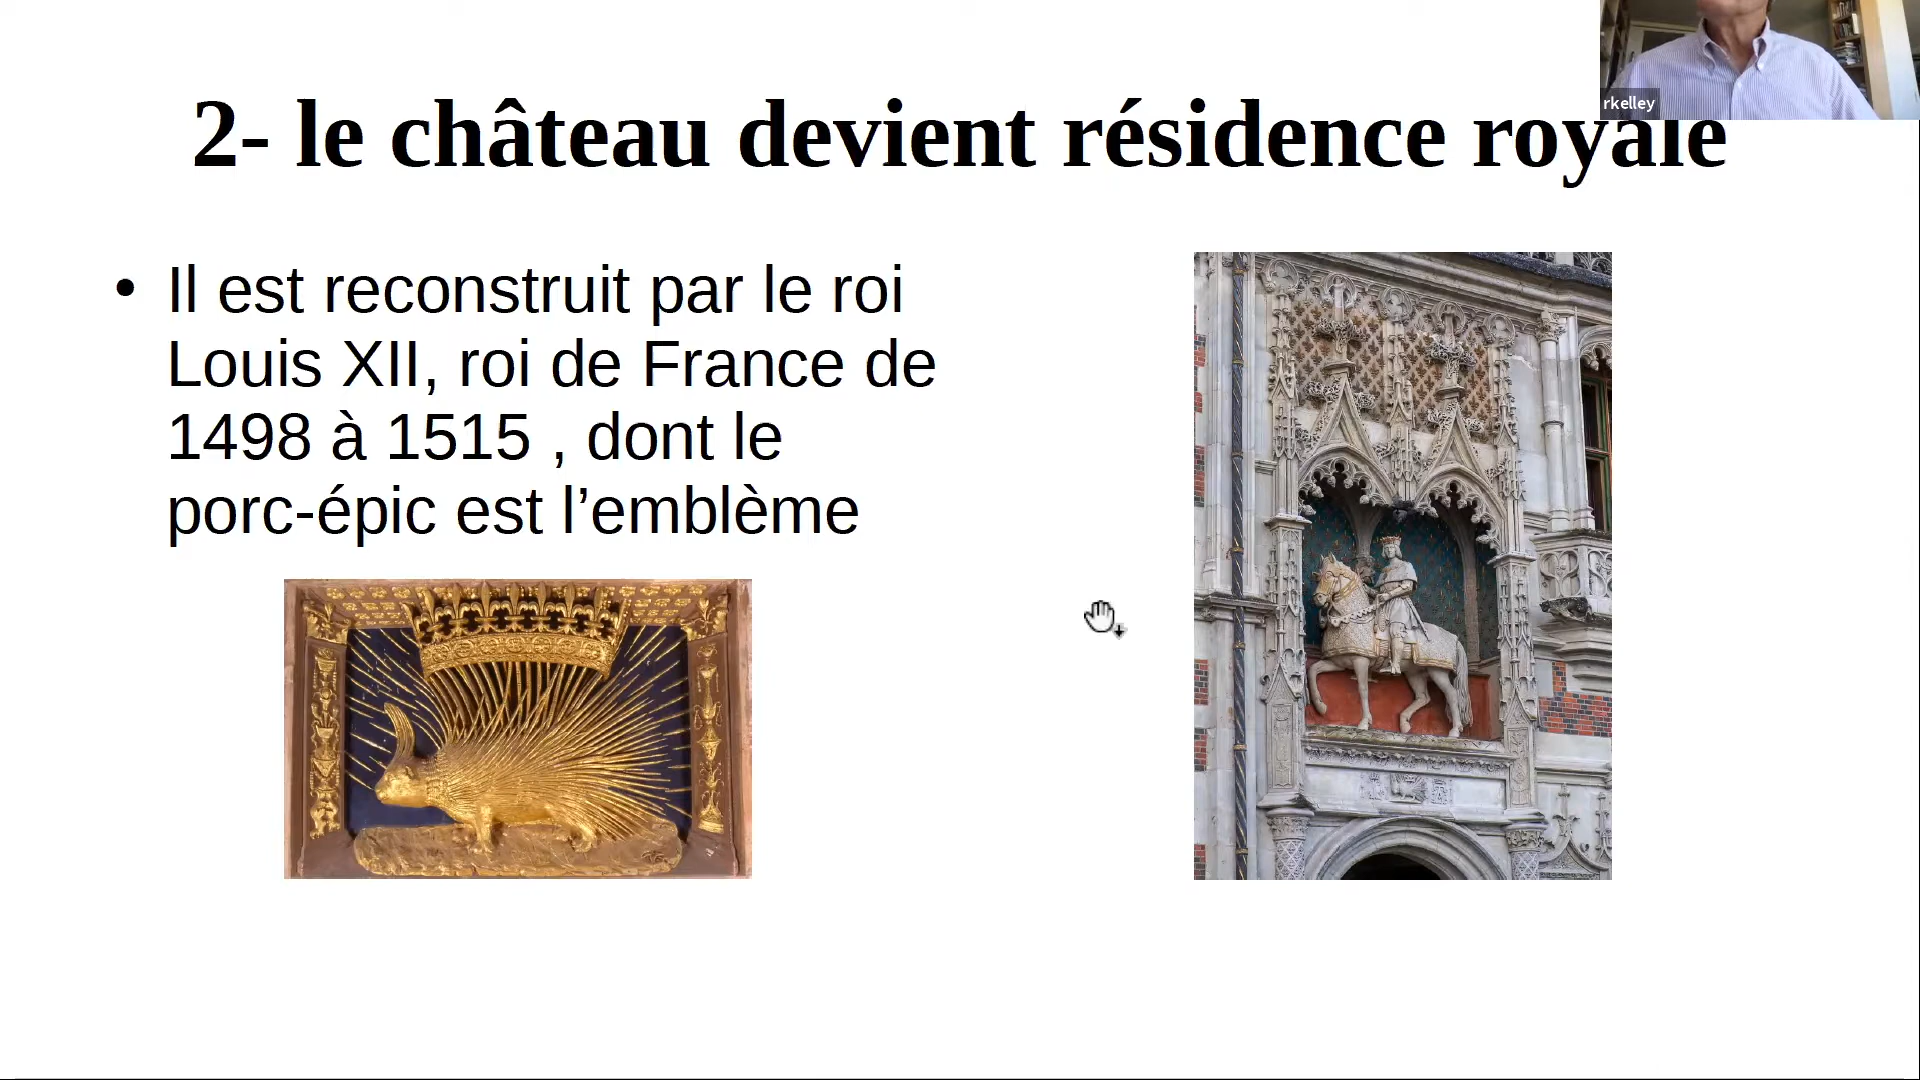 rkelley
2- le château devient résidence royale
• Il est reconstruit par le roi
Louis XII, roi de France de
1498 à 1515 , dont le
porc-épic est l’emblème